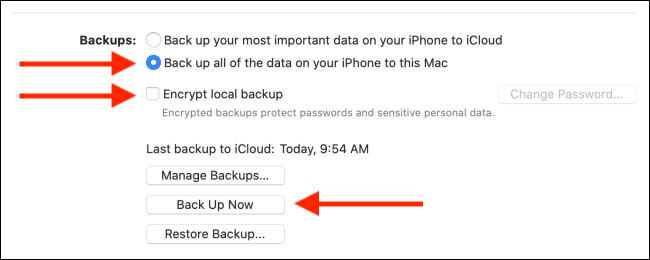 Backups: Back up your most important data on your iPhone to iCloud
Back up all of the data on your iPhone to this Mac
Encrypt local backup Change Password...
Encrypted backups protect passwords and sensitive personal data.
Last backup to iCloud: Today, 9:54 AM
Manage Backups...
Back Up Now
Restore Backup...